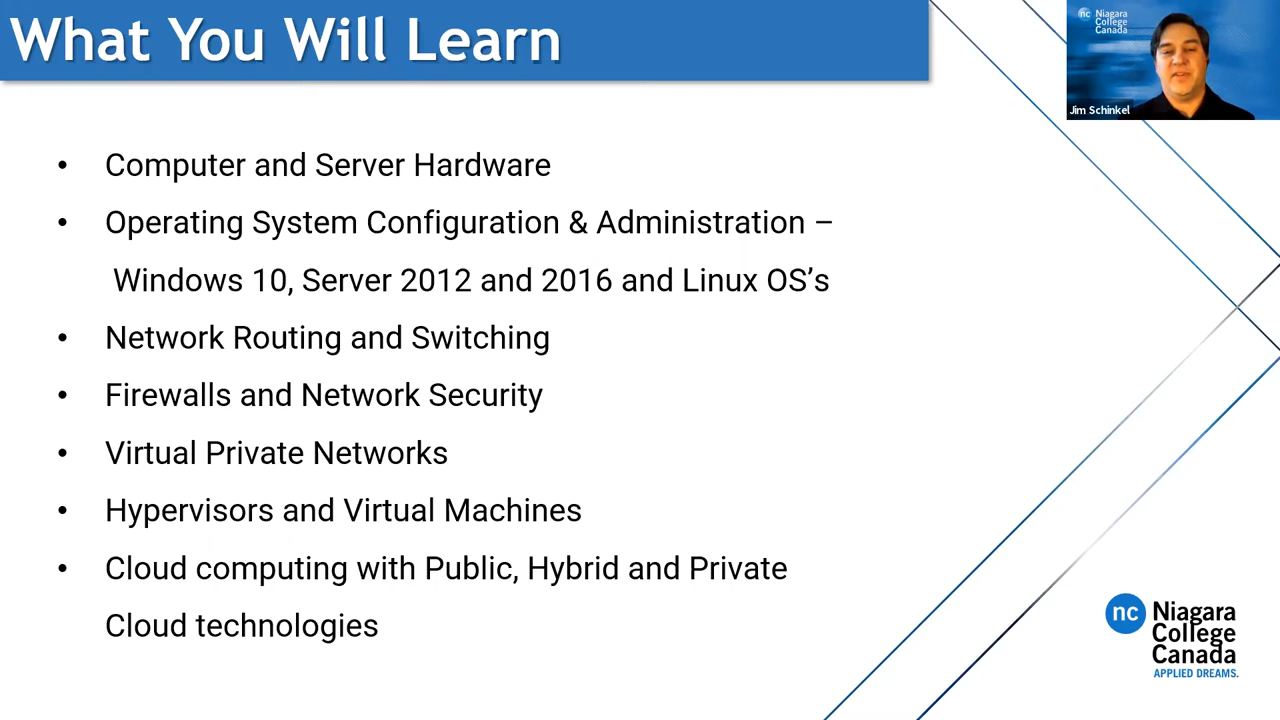 What You Will Learn
nc Niagara
College
Canada
Jim Schinkel
• Computer and Server Hardware
• Operating System Configuration & Administration –
Windows 10, Server 2012 and 2016 and Linux OS’s
• Network Routing and Switching
• Firewalls and Network Security
• Virtual Private Networks
• Hypervisors and Virtual Machines
• Cloud computing with Public, Hybrid and Private
Cloud technologies
nc Niagara
College
Canada
APPLIED DREAMS.